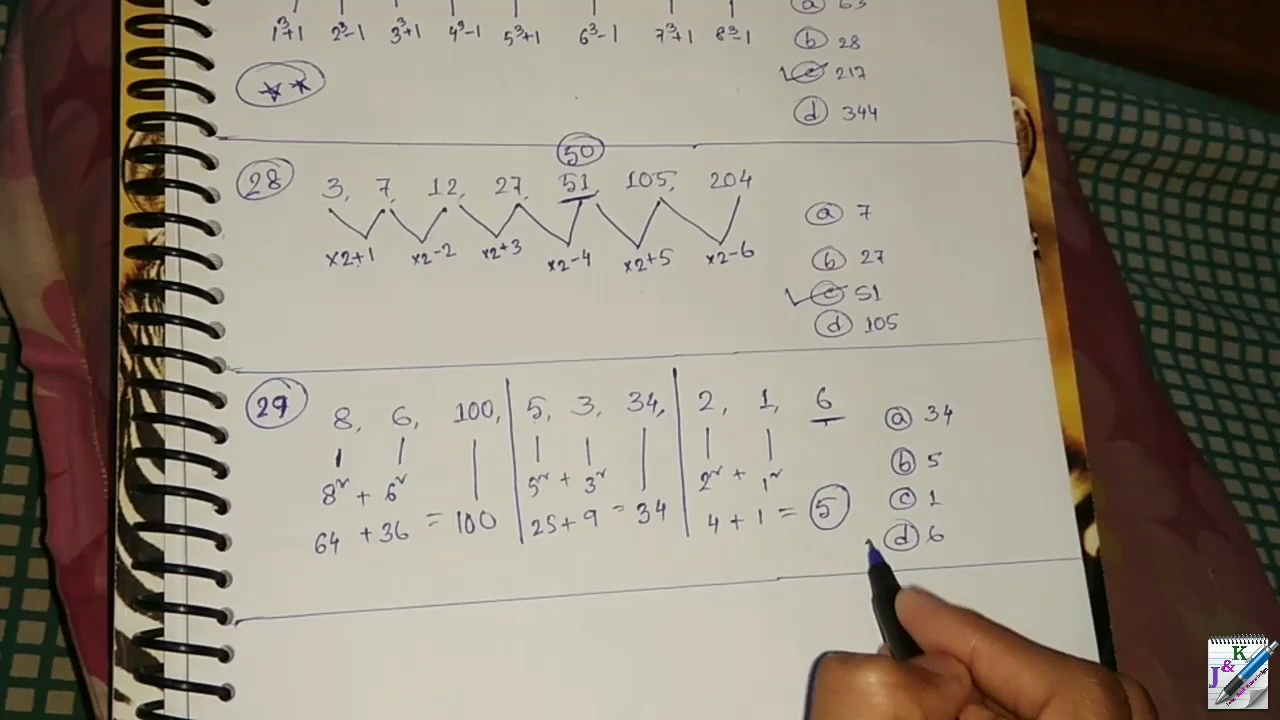 1³+1 2³-1 3³+1 4³-1 5³+1 6³-1 7³+1 8³-1
ⓐ 63
ⓑ 28
ⓒ 217
ⓓ 344
50
28 3, 7, 12, 27, 51, 105, 204
×2+1 ×2-2 ×2+3 ×2-4 ×2+5 ×2-6
ⓐ 7
ⓑ 27
ⓒ 51
ⓓ 105
29 8, 6, 100, 5, 3, 34, 2, 1, 6
8² + 6² 5² + 3² 2² + 1²
64 + 36 = 100 25 + 9 = 34 4 + 1 = 5
ⓐ 34
ⓑ 5
ⓒ 1
ⓓ 6
J & K